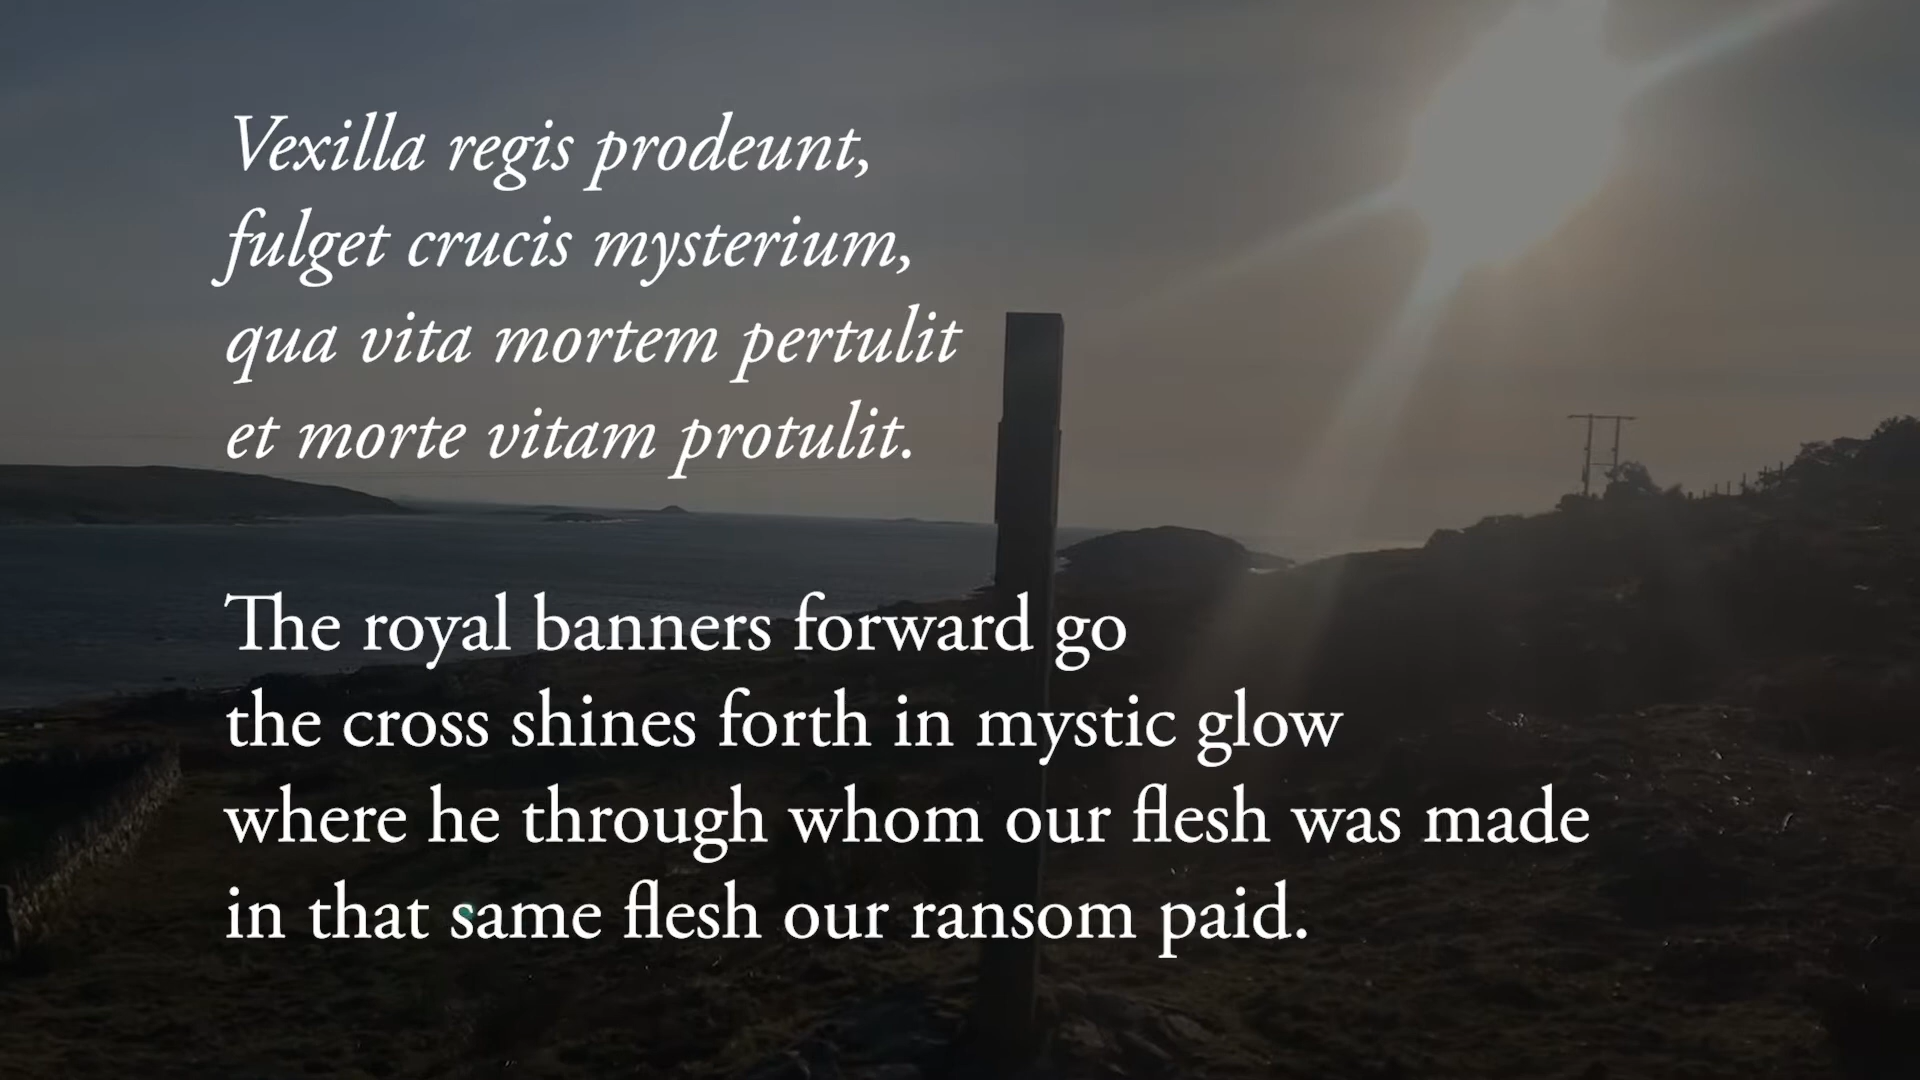 Vexilla regis prodeunt,
fulget crucis mysterium,
qua vita mortem pertulit
et morte vitam protulit.
The royal banners forward go
the cross shines forth in mystic glow
where he through whom our flesh was made
in that same flesh our ransom paid.